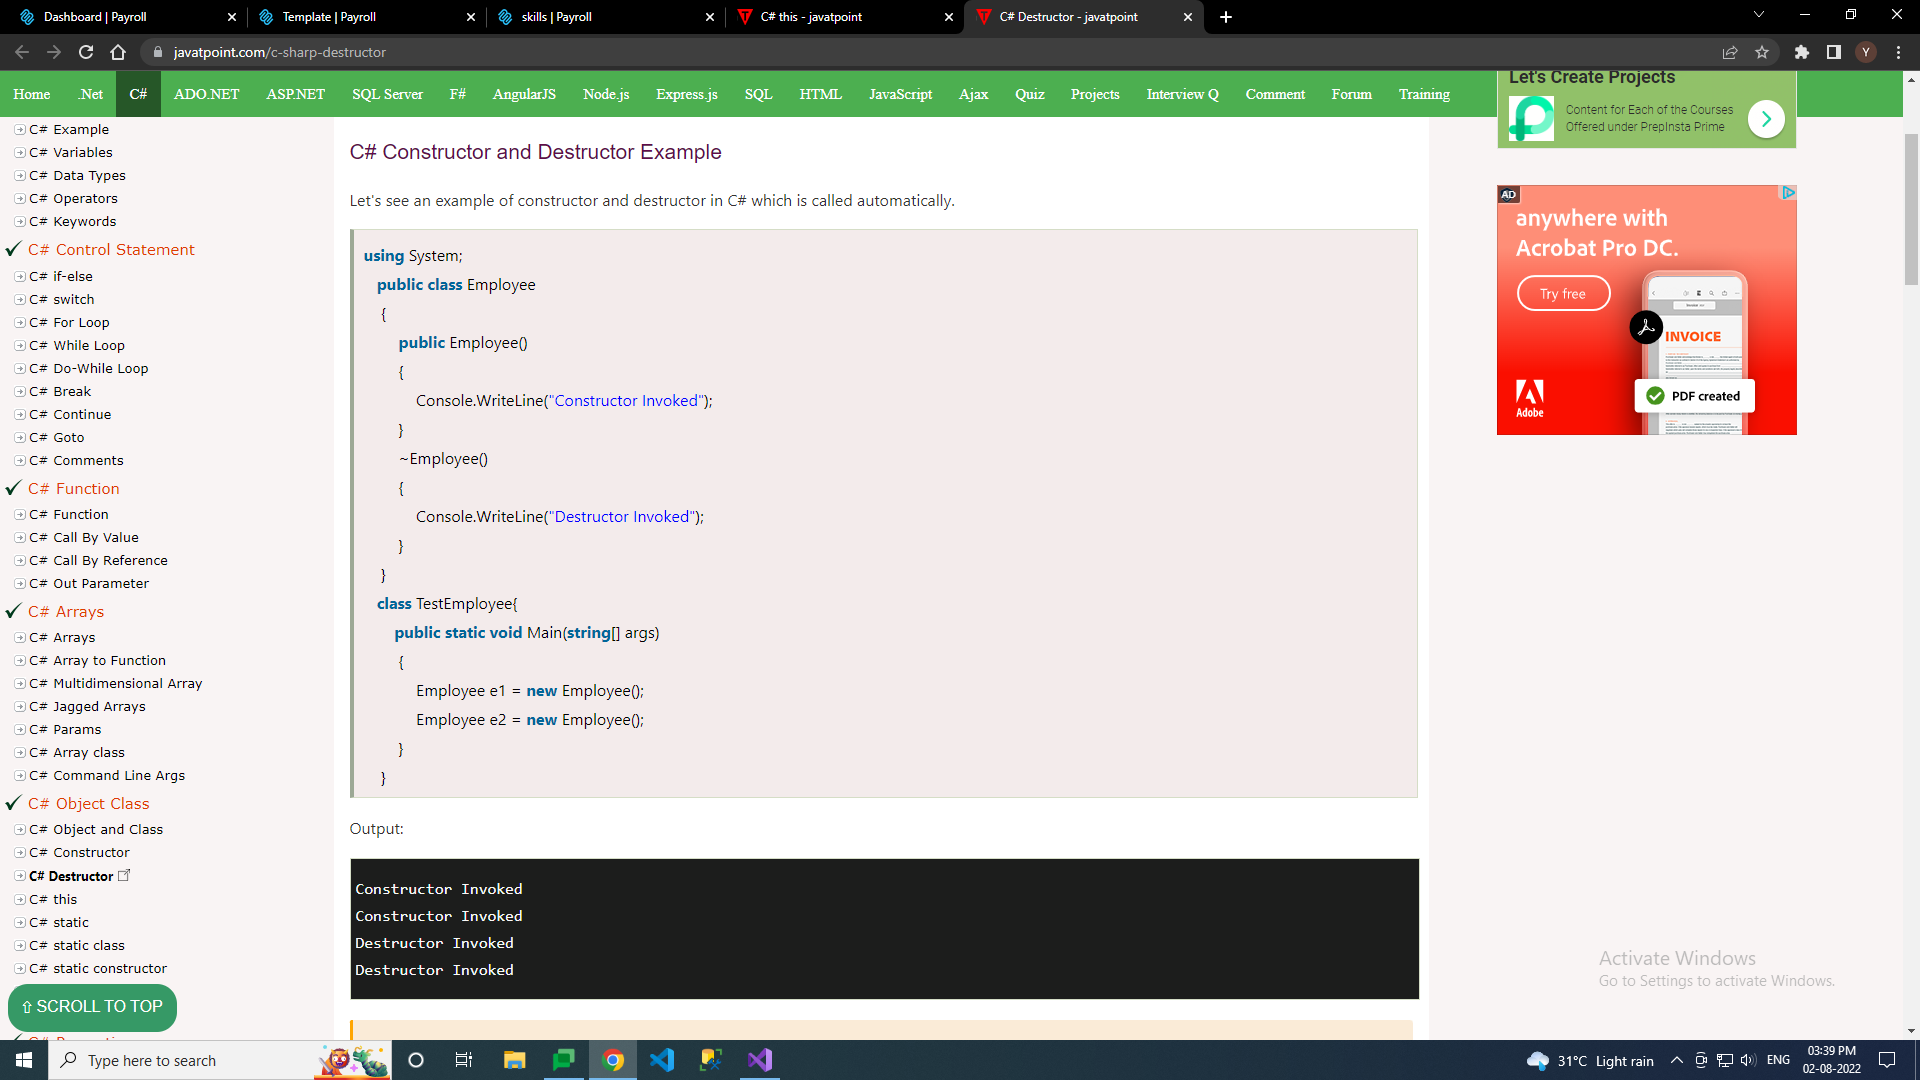 Dashboard | Payroll
Template | Payroll
skills | Payroll
C# this - javatpoint
C# Destructor - javatpoint
javatpoint.com/c-sharp-destructor
Y
Home .Net C# ADO.NET ASP.NET SQL Server F# AngularJS Node.js Express.js SQL HTML JavaScript Ajax Quiz Projects Interview Q Comment Forum Training
C# Example
C# Variables
C# Data Types
C# Operators
C# Keywords
C# Control Statement
C# if-else
C# switch
C# For Loop
C# While Loop
C# Do-While Loop
C# Break
C# Continue
C# Goto
C# Comments
C# Function
C# Function
C# Call By Value
C# Call By Reference
C# Out Parameter
C# Arrays
C# Arrays
C# Array to Function
C# Multidimensional Array
C# Jagged Arrays
C# Params
C# Array class
C# Command Line Args
C# Object Class
C# Object and Class
C# Constructor
C# Destructor
C# this
C# static
C# static class
C# static constructor
⇧ SCROLL TO TOP
C# Constructor and Destructor Example
Let's see an example of constructor and destructor in C# which is called automatically.
using System;
public class Employee
{
public Employee()
{
Console.WriteLine("Constructor Invoked");
}
~Employee()
{
Console.WriteLine("Destructor Invoked");
}
}
class TestEmployee{
public static void Main(string[] args)
{
Employee e1 = new Employee();
Employee e2 = new Employee();
}
}
Output:
Constructor Invoked
Constructor Invoked
Destructor Invoked
Destructor Invoked
Let's Create Projects
Content for Each of the Courses
Offered under PrepInsta Prime
AD
anywhere with
Acrobat Pro DC.
Try free
INVOICE
PDF created
Adobe
Activate Windows
Go to Settings to activate Windows.
Type here to search
31°C Light rain
ENG
03:39 PM
02-08-2022